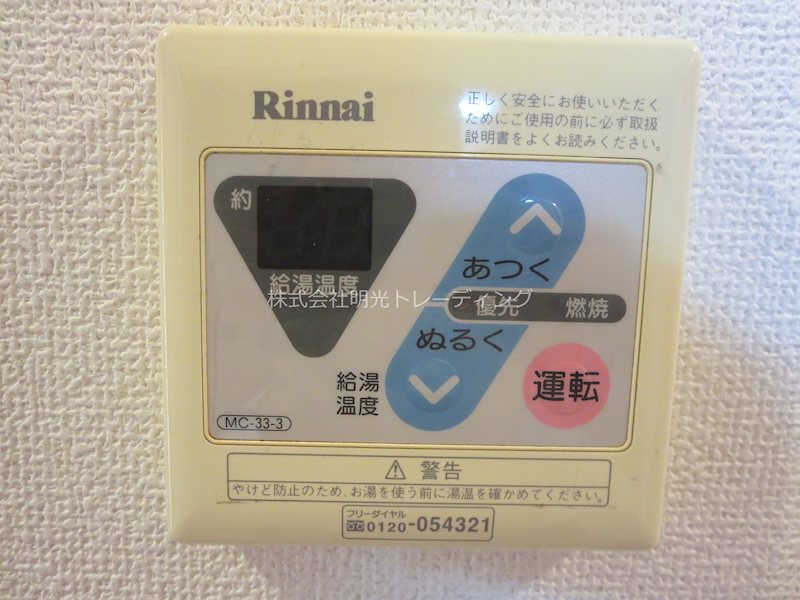 Rinnai
正しく安全にお使いいただく
ためにご使用の前に必ず取扱
説明書をよくお読みください。
約
給湯温度
あつく
株式会社明光トレーディング
優先 燃焼
ぬるく
給湯
温度
運転
MC-33-3
警告
やけど防止のため、お湯を使う前に湯温を確かめてください。
フリーダイヤル
0120-054321